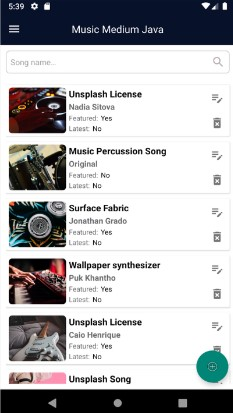 5:39
Music Medium Java
Song name..
Unsplash License
Nadia Sitova
Featured: Yes
Latest: No
Music Percussion Song
Original
Featured: No
Latest: No
Surface Fabric
Jonathan Grado
Featured: Yes
Latest: No
Wallpaper synthesizer
Puk Khantho
Featured: Yes
Latest: No
Unsplash License
Caio Henrique
Featured: Yes
Latest: No
Unsplash Song